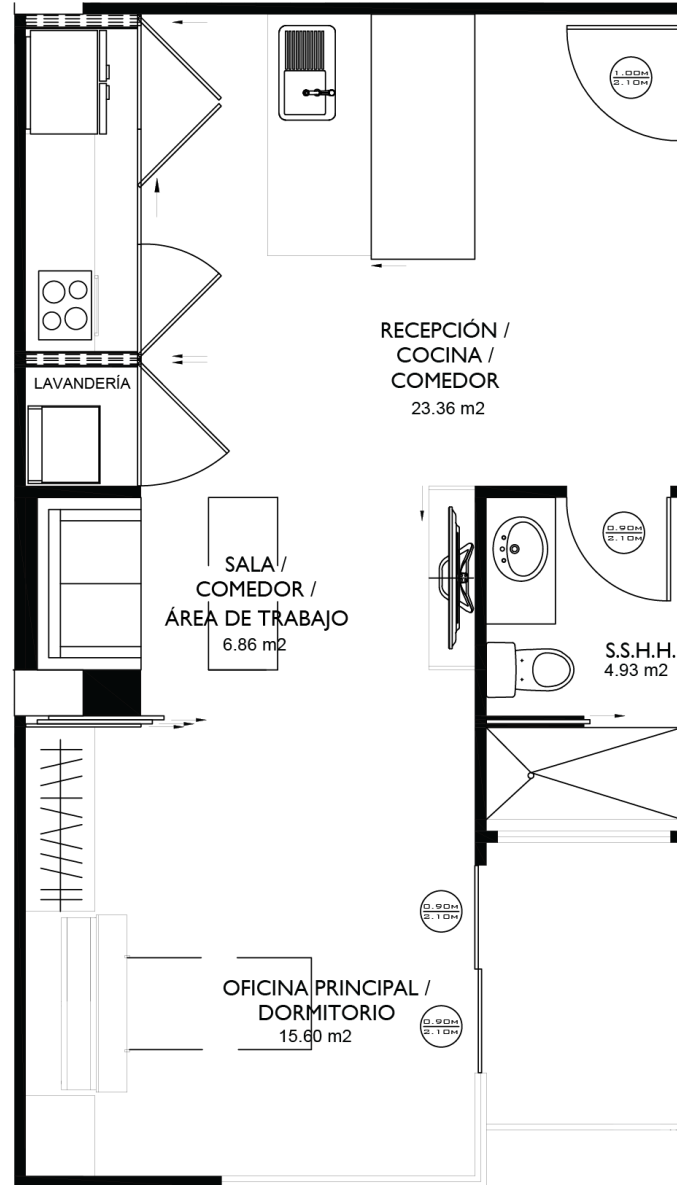 1.00M
2.10M
RECEPCIÓN /
COCINA /
COMEDOR
23.36 m2
LAVANDERÍA
0.90M
2.10M
SALA /
COMEDOR /
ÁREA DE TRABAJO
6.86 m2
S.S.H.H.
4.93 m2
0.90M
2.10M
OFICINA PRINCIPAL /
DORMITORIO
15.60 m2
0.90M
2.10M